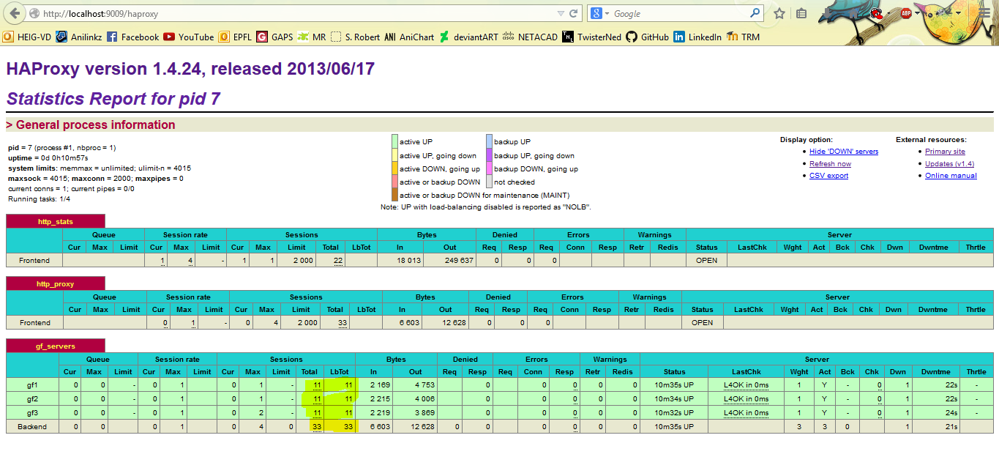 http://localhost:9009/haproxy
Google
HEIG-VD Anilinkz Facebook YouTube EPFL GAPS MR S. Robert ANI AniChart deviantART NETACAD TwisterNed GitHub LinkedIn TRM
HAProxy version 1.4.24, released 2013/06/17
Statistics Report for pid 7
> General process information
pid = 7 (process #1, nbproc = 1)
uptime = 0d 0h10m57s
system limits: memmax = unlimited; ulimit-n = 4015
maxsock = 4015; maxconn = 2000; maxpipes = 0
current conns = 1; current pipes = 0/0
Running tasks: 1/4
active UP backup UP
active UP, going down backup UP, going down
active DOWN, going up backup DOWN, going up
active or backup DOWN not checked
active or backup DOWN for maintenance (MAINT)
Note: UP with load-balancing disabled is reported as "NOLB".
Display option:
• Hide 'DOWN' servers
• Refresh now
• CSV export
External resources:
• Primary site
• Updates (v1.4)
• Online manual
http_stats
Queue Session rate Sessions Bytes Denied Errors Warnings Server
Cur Max Limit Cur Max Limit Cur Max Limit Total LbTot In Out Req Resp Req Conn Resp Retr Redis Status LastChk Wght Act Bck Chk Dwn Dwntme Thrtle
Frontend 1 4 - 1 1 2 000 22 18 013 249 637 0 0 0 OPEN
http_proxy
Queue Session rate Sessions Bytes Denied Errors Warnings Server
Cur Max Limit Cur Max Limit Cur Max Limit Total LbTot In Out Req Resp Req Conn Resp Retr Redis Status LastChk Wght Act Bck Chk Dwn Dwntme Thrtle
Frontend 0 1 - 0 4 2 000 33 6 603 12 628 0 0 0 OPEN
gf_servers
Queue Session rate Sessions Bytes Denied Errors Warnings Server
Cur Max Limit Cur Max Limit Cur Max Limit Total LbTot In Out Req Resp Req Conn Resp Retr Redis Status LastChk Wght Act Bck Chk Dwn Dwntme Thrtle
gf1 0 0 - 0 1 0 1 - 11 11 2 169 4 753 0 0 0 0 0 10m35s UP L4OK in 0ms 1 Y - 0 1 22s -
gf2 0 0 - 0 1 0 1 - 11 11 2 215 4 006 0 0 0 0 0 10m34s UP L4OK in 0ms 1 Y - 0 1 22s -
gf3 0 0 - 0 1 0 2 - 11 11 2 219 3 869 0 0 0 0 0 10m32s UP L4OK in 0ms 1 Y - 0 1 24s -
Backend 0 0 0 1 0 4 0 33 33 6 603 12 628 0 0 0 0 0 0 10m35s UP 3 3 0 1 21s